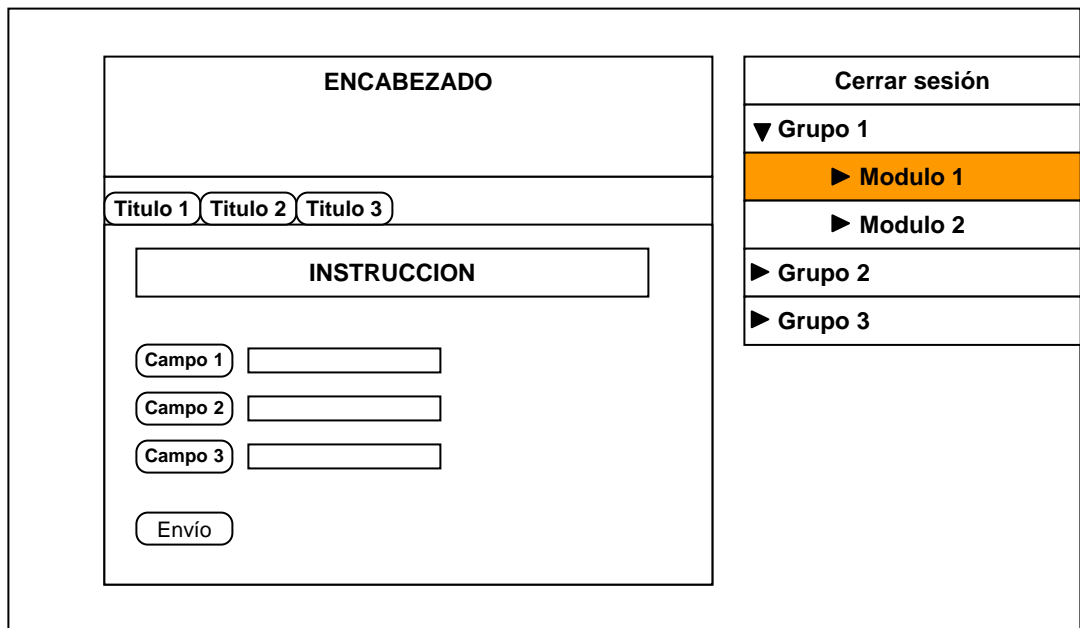 ENCABEZADO
Titulo 1 Titulo 2 Titulo 3
INSTRUCCION
Campo 1
Campo 2
Campo 3
Envío
Cerrar sesión
Grupo 1
Modulo 1
Modulo 2
Grupo 2
Grupo 3